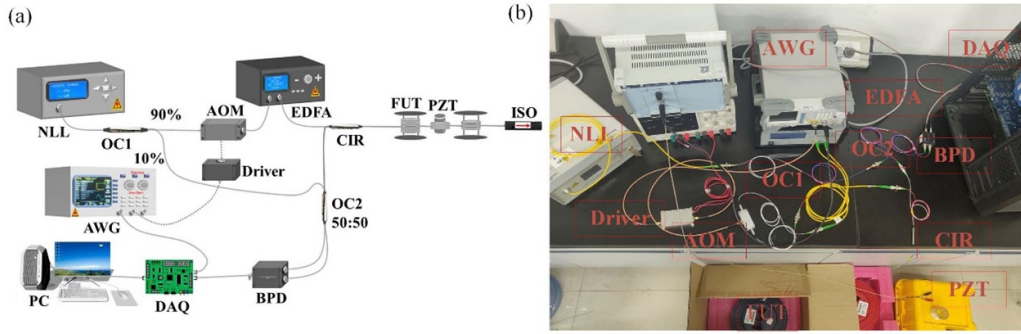 (a)
NLL
OC1
90%
10%
AOM
Driver
EDFA
CIR
FUT
PZT
ISO
AWG
OC2
50:50
PC
DAQ
BPD
(b)
AWG
DAQ
EDFA
NLL
OC2
BPD
OC1
Driver
AOM
CIR
FUT
PZT